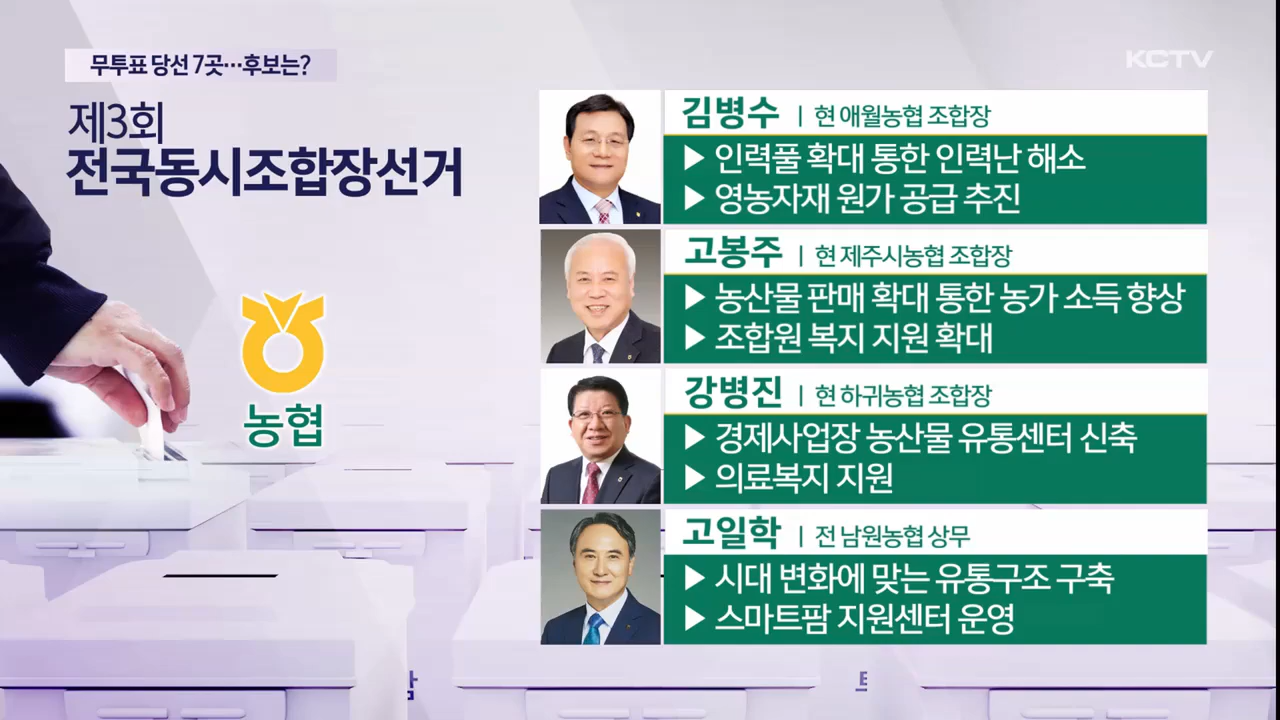 무투표 당선 7곳…후보는?
KCTV
제3회
전국동시조합장선거
농협
김병수 | 현 애월농협 조합장
▶ 인력풀 확대 통한 인력난 해소
▶ 영농자재 원가 공급 추진
고봉주 | 현 제주시농협 조합장
▶ 농산물 판매 확대 통한 농가 소득 향상
▶ 조합원 복지 지원 확대
강병진 | 현 하귀농협 조합장
▶ 경제사업장 농산물 유통센터 신축
▶ 의료복지 지원
고일학 | 전 남원농협 상무
▶ 시대 변화에 맞는 유통구조 구축
▶ 스마트팜 지원센터 운영